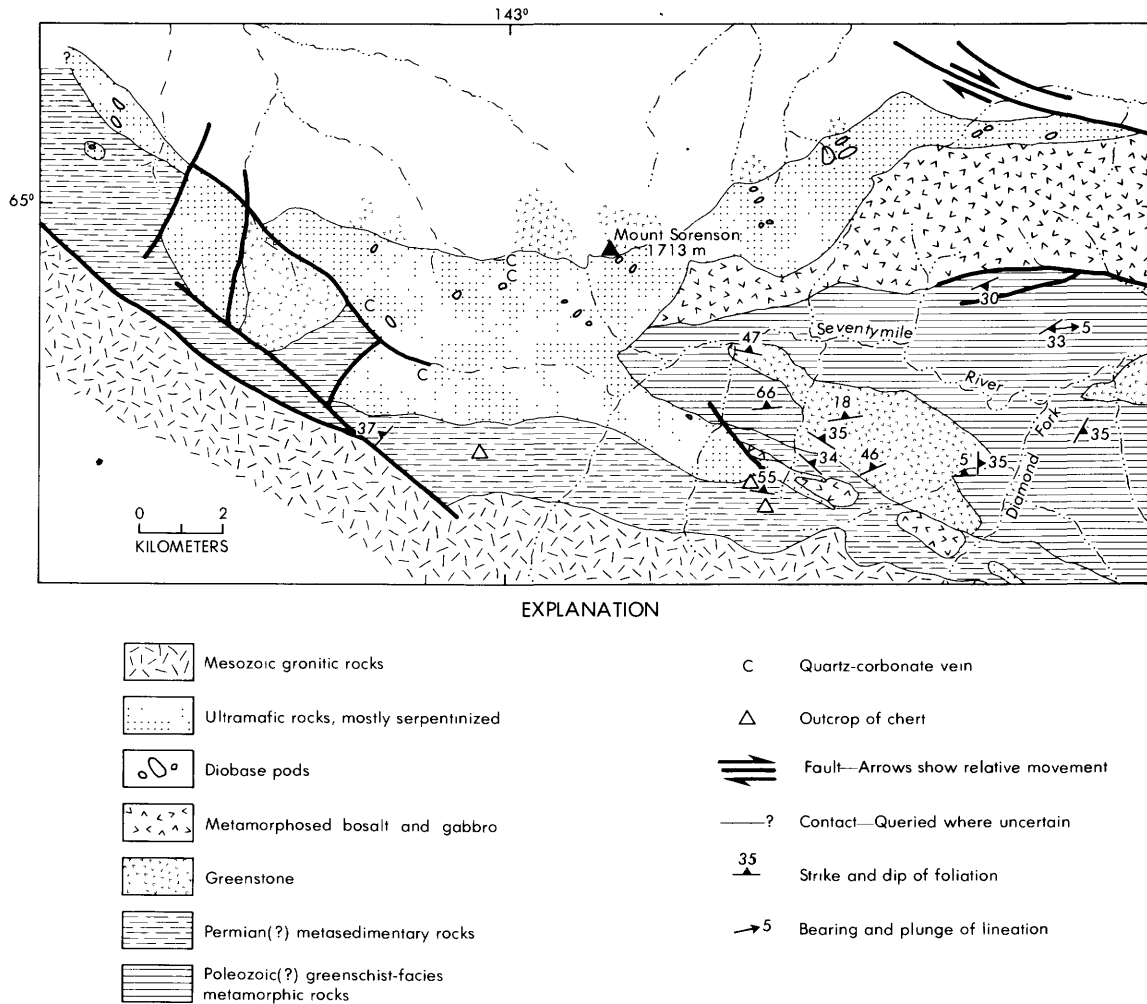 143°
?
65°
Mount Sorenson
1713 m
C
C
C
C
30
Seventymile
5
33
47
River
66
18
35
Fork
35
37
34
46
5
35
55
Diamond
0 2
KILOMETERS
EXPLANATION
Mesozoic gronitic rocks
Ultramafic rocks, mostly serpentinized
Diobase pods
Metamorphosed bosalt and gabbro
Greenstone
Permian(?) metasedimentary rocks
Poleozoic(?) greenschist-facies
metamorphic rocks
C Quartz-carbonate vein
Outcrop of chert
Fault—Arrows show relative movement
? Contact—Queried where uncertain
35
Strike and dip of foliation
5 Bearing and plunge of lineation